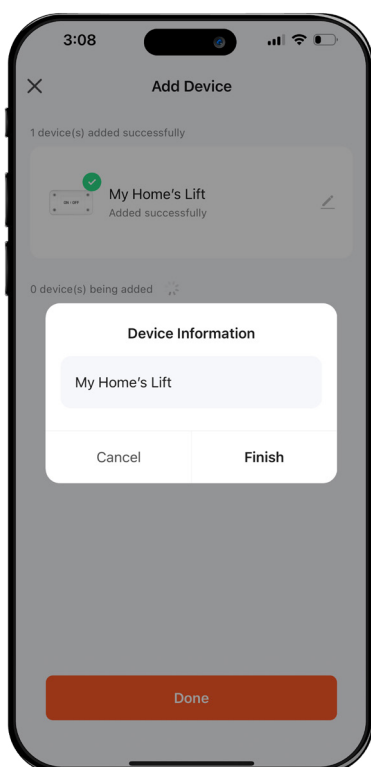 3:08
Add Device
1 device(s) added successfully
My Home's Lift
Added successfully
0 device(s) being added
Device Information
My Home's Lift
Cancel
Finish
Done